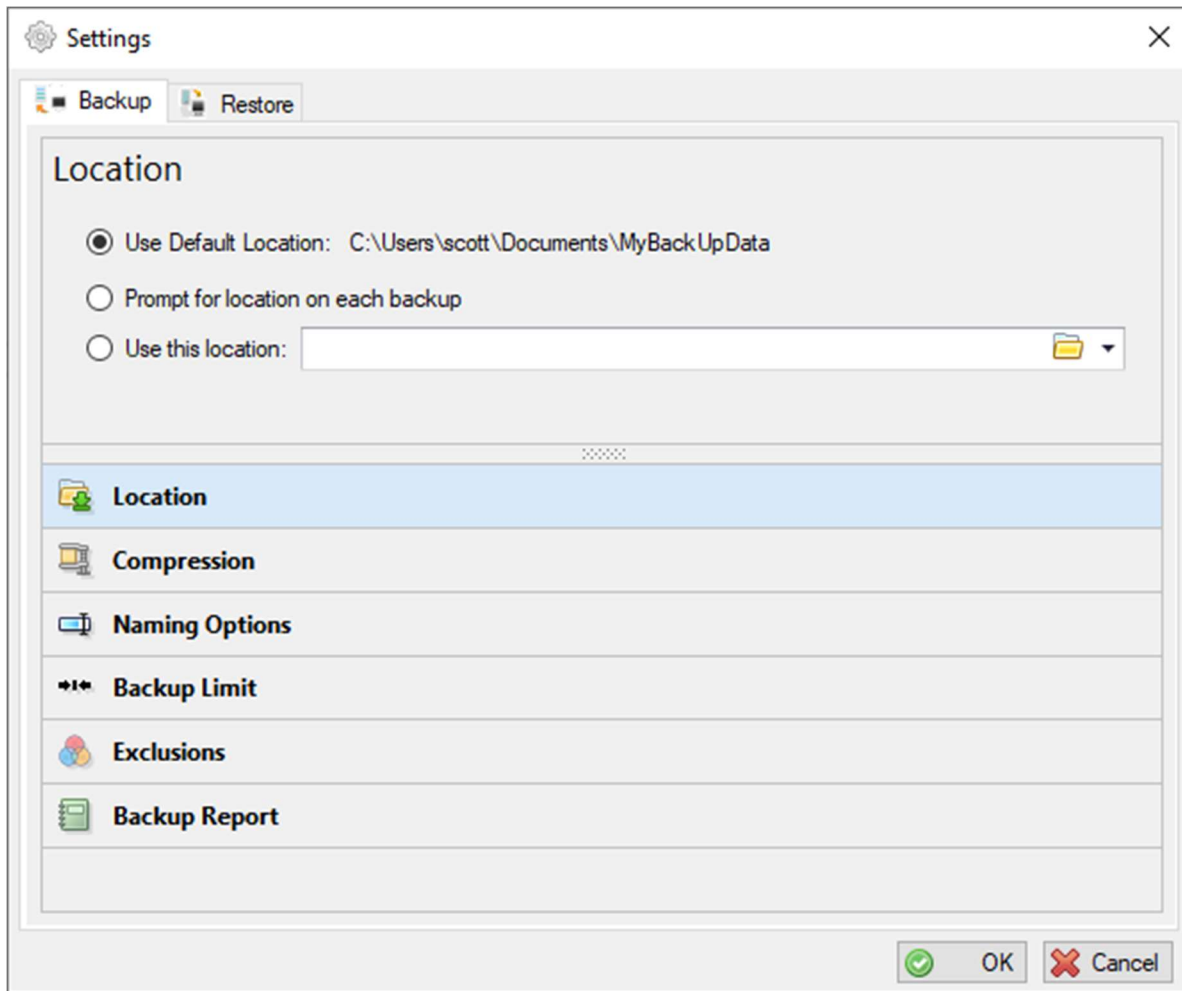 Settings
Backup Restore
Location
Use Default Location: C:\Users\scott\Documents\MyBackUpData
Prompt for location on each backup
Use this location:
Location
Compression
Naming Options
Backup Limit
Exclusions
Backup Report
OK Cancel